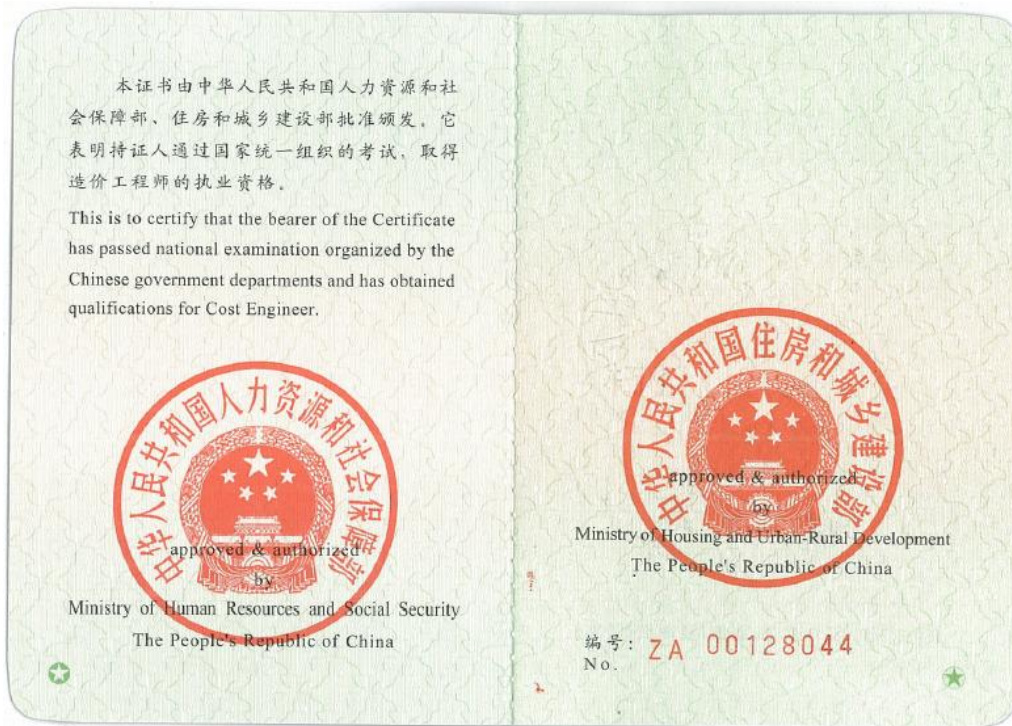 本证书由中华人民共和国人力资源和社
会保障部、住房和城乡建设部批准颁发。它
表明持证人通过国家统一组织的考试，取得
造价工程师的执业资格。
This is to certify that the bearer of the Certificate
has passed national examination organized by the
Chinese government departments and has obtained
qualifications for Cost Engineer.
中华人民共和国人力资源和社会保障部
approved & authorized
by
Ministry of Human Resources and Social Security
The People's Republic of China
中华人民共和国住房和城乡建设部
approved & authorized
by
Ministry of Housing and Urban-Rural Development
The People's Republic of China
编号: ZA 00128044
No.